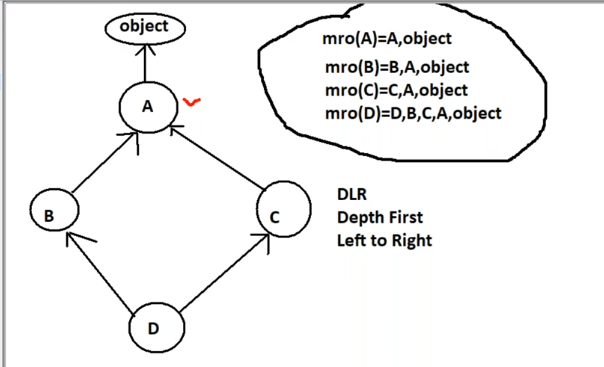 object
A
B
C
D
mro(A)=A,object
mro(B)=B,A,object
mro(C)=C,A,object
mro(D)=D,B,C,A,object
DLR
Depth First
Left to Right